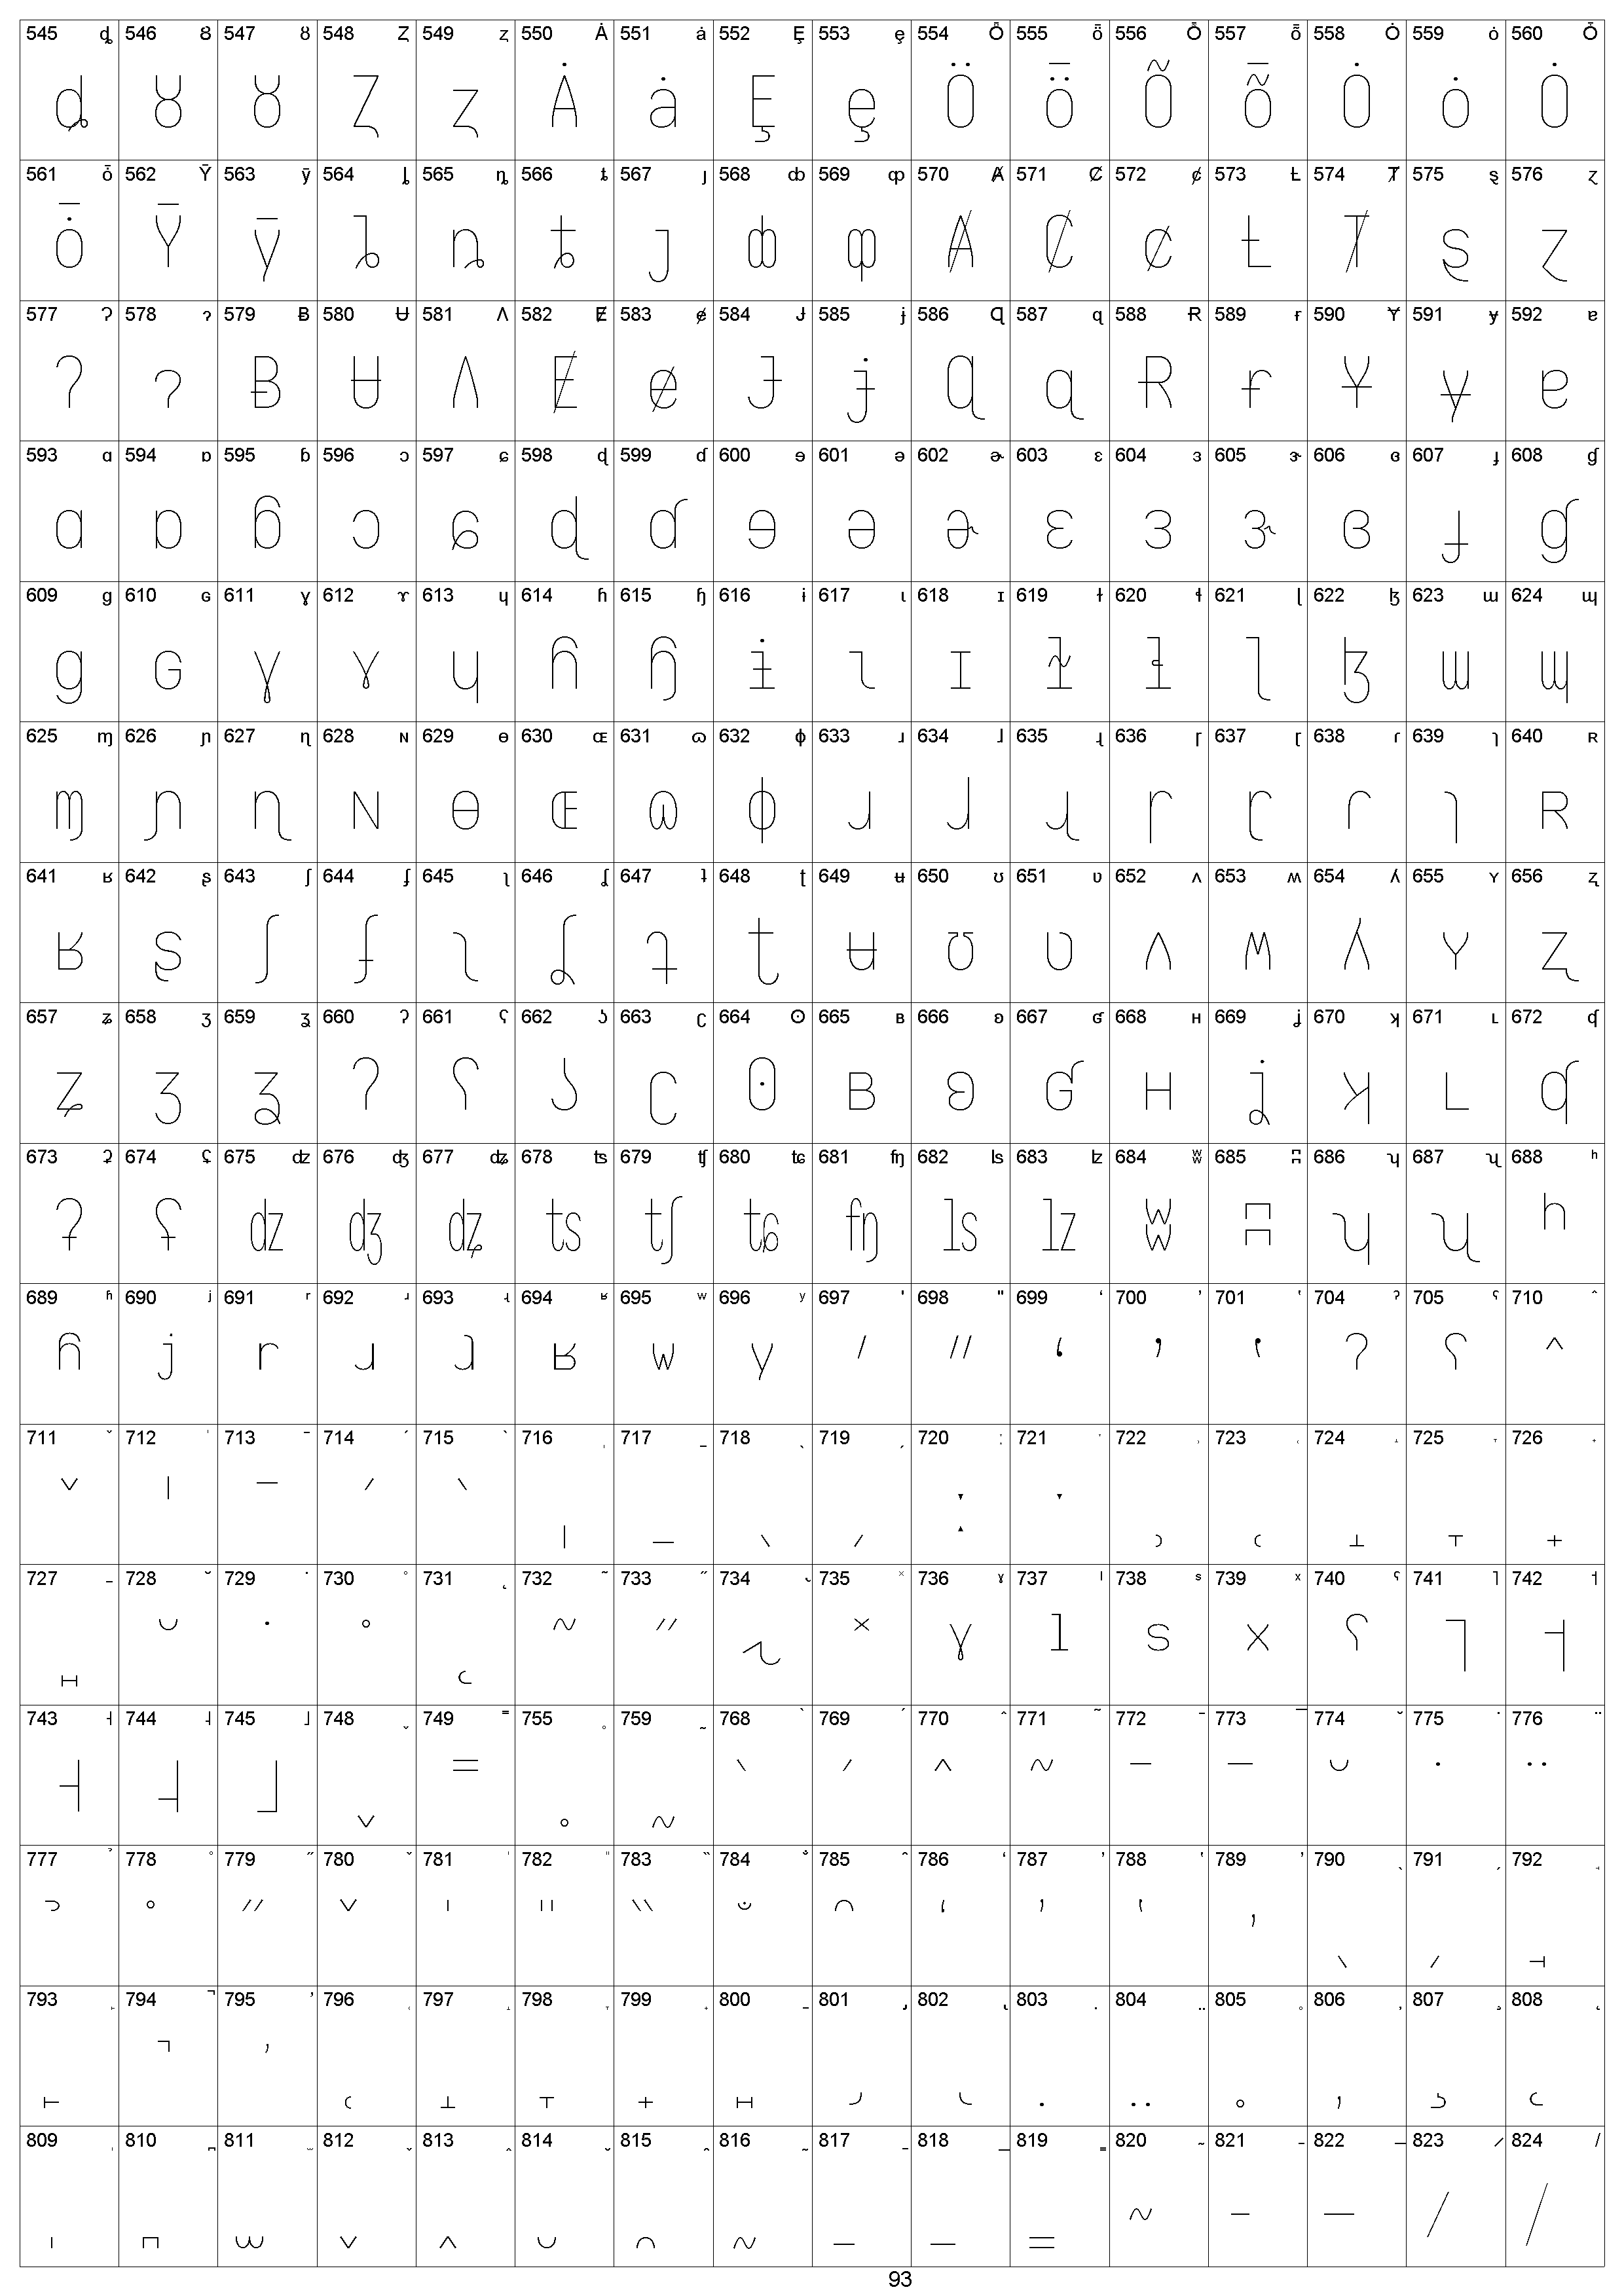 545 ȡ 546 Ȣ 547 ȣ 548 Ȥ 549 ȥ 550 Ȧ 551 ȧ 552 Ȩ 553 ȩ 554 Ȫ 555 ȫ 556 Ȭ 557 ȭ 558 Ȯ 559 ȯ 560 Ȱ
ȡ Ȣ ȣ Ȥ ȥ Ȧ ȧ Ȩ ȩ Ö ȫ Õ ȭ Ȯ ȯ Ȯ
561 ȱ 562 Ȳ 563 ȳ 564 ȴ 565 ȵ 566 ȶ 567 ȷ 568 ȸ 569 ȹ 570 Ⱥ 571 Ȼ 572 ȼ 573 Ƚ 574 Ⱦ 575 ȿ 576 ɀ
ȱ Ȳ ȳ ȴ ȵ ȶ ȷ ȸ ȹ Ⱥ Ȼ ȼ Ƚ Ⱦ ȿ ɀ
577 Ɂ 578 ɂ 579 Ƀ 580 Ʉ 581 Ʌ 582 Ɇ 583 ɇ 584 Ɉ 585 ɉ 586 Ɋ 587 ɋ 588 Ɍ 589 ɍ 590 Ɏ 591 ɏ 592 ɐ
Ɂ ɂ Ƀ Ʉ Ʌ Ɇ ɇ Ɉ ɉ Ɋ ɋ Ɍ ɍ Ɏ ɏ ɐ
593 ɑ 594 ɒ 595 ɓ 596 ɔ 597 ɕ 598 ɖ 599 ɗ 600 ɘ 601 ə 602 ɚ 603 ɛ 604 ɜ 605 ɝ 606 ɞ 607 ɟ 608 ɠ
ɑ ɒ ɓ ɔ ɕ ɖ ɗ ɘ ə ɚ ɛ ɜ ɝ ɞ ɟ ɠ
609 ɡ 610 ɢ 611 ɣ 612 ɤ 613 ɥ 614 ɦ 615 ɧ 616 ɨ 617 ɩ 618 ɪ 619 ɫ 620 ɬ 621 ɭ 622 ɮ 623 ɯ 624 ɰ
ɡ ɢ ɣ ɤ ɥ ɦ ɧ ɨ ɩ ɪ ɫ ɬ ɭ ɮ ɯ ɰ
625 ɱ 626 ɲ 627 ɳ 628 ɴ 629 ɵ 630 ɶ 631 ɷ 632 ɸ 633 ɹ 634 ɺ 635 ɻ 636 ɼ 637 ɽ 638 ɾ 639 ɿ 640 ʀ
ɱ ɲ ɳ ɴ ɵ ɶ ɷ ɸ ɹ ɺ ɻ ɼ ɽ ɾ ɿ ʀ
641 ʁ 642 ʂ 643 ʃ 644 ʄ 645 ʅ 646 ʆ 647 ʇ 648 ʈ 649 ʉ 650 ʊ 651 ʋ 652 ʌ 653 ʍ 654 ʎ 655 ʏ 656 ʐ
ʁ ʂ ʃ ʄ ʅ ʆ ʇ ʈ ʉ ʊ ʋ ʌ ʍ ʎ ʏ ʐ
657 ʑ 658 ʒ 659 ʓ 660 ʔ 661 ʕ 662 ʖ 663 ʗ 664 ʘ 665 ʙ 666 ʚ 667 ʛ 668 ʜ 669 ʝ 670 ʞ 671 ʟ 672 ʠ
ʑ ʒ ʓ ʔ ʕ ʖ ʗ ʘ ʙ ʚ ʛ ʜ ʝ ʞ ʟ ʠ
673 ʡ 674 ʢ 675 ʣ 676 ʤ 677 ʥ 678 ʦ 679 ʧ 680 ʨ 681 ʩ 682 ʪ 683 ʫ 684 ʬ 685 ʭ 686 ʮ 687 ʯ 688 ʰ
ʡ ʢ ʣ ʤ ʥ ʦ ʧ ʨ ʩ ʪ ʫ ʬ ʭ ʮ ʯ ʰ
689 ʱ 690 ʲ 691 ʳ 692 ʴ 693 ʵ 694 ʶ 695 ʷ 696 ʸ 697 ʹ 698 ʺ 699 ʻ 700 ʼ 701 ʽ 704 ˀ 705 ˁ 710 ˆ
ʱ ʲ ʳ ʴ ʵ ʶ ʷ ʸ ʹ ʺ ʻ ʼ ʽ ˀ ˁ ˆ
711 ˇ 712 ˈ 713 ˉ 714 ˊ 715 ˋ 716 ˌ 717 ˍ 718 ˎ 719 ˏ 720 ː 721 ˑ 722 ˒ 723 ˓ 724 ˔ 725 ˕ 726 ˖
ˇ ˈ ˉ ˊ ˋ ˌ ˍ ˎ ˏ ː ˑ ˒ ˓ ˔ ˕ ˖
727 ˗ 728 ˘ 729 ˙ 730 ˚ 731 ˛ 732 ˜ 733 ˝ 734 ˞ 735 ˟ 736 ˠ 737 ˡ 738 ˢ 739 ˣ 740 ˤ 741 ˥ 742 ˦
˗ ˘ ˙ ˚ ˛ ˜ ˝ ˞ ˟ ˠ ˡ ˢ ˣ ˤ ˥ ˦
743 ˧ 744 ˨ 745 ˩ 748 ˬ 749 ˭ 755 ˳ 759 ˷ 768 ̀ 769 ́ 770 ̂ 771 ̃ 772 ̄ 773 ̅ 774 ̆ 775 ̇ 776 ̈
˧ ˨ ˩ ˬ ˭ ˳ ˷ ̀ ́ ̂ ̃ ̄ ̅ ̆ ̇ ̈
777 ̉ 778 ̊ 779 ̋ 780 ̌ 781 ̍ 782 ̎ 783 ̏ 784 ̐ 785 ̑ 786 ̒ 787 ̓ 788 ̔ 789 ̕ 790 ̖ 791 ̗ 792 ̘
̉ ̊ ̋ ̌ ̍ ̎ ̏ ̐ ̑ ̒ ̓ ̔ ̕ ̖ ̗ ̘
793 ̙ 794 ̚ 795 ̛ 796 ̜ 797 ̝ 798 ̞ 799 ̟ 800 ̠ 801 ̡ 802 ̢ 803 ̣ 804 ̤ 805 ̥ 806 ̦ 807 ̧ 808 ̨
̙ ̚ ̛ ̜ ̝ ̞ ̟ ̠ ̡ ̢ ̣ ̤ ̥ ̦ ̧ ̨
809 ̩ 810 ̪ 811 ̫ 812 ̬ 813 ̭ 814 ̮ 815 ̯ 816 ̰ 817 ̱ 818 ̲ 819 ̳ 820 ̴ 821 ̵ 822 ̶ 823 ̷ 824 ̸
̩ ̪ ̫ ̬ ̭ ̮ ̯ ̰ ̱ ̲ ̳ ̴ ̵ ̶ ̷ ̸
93